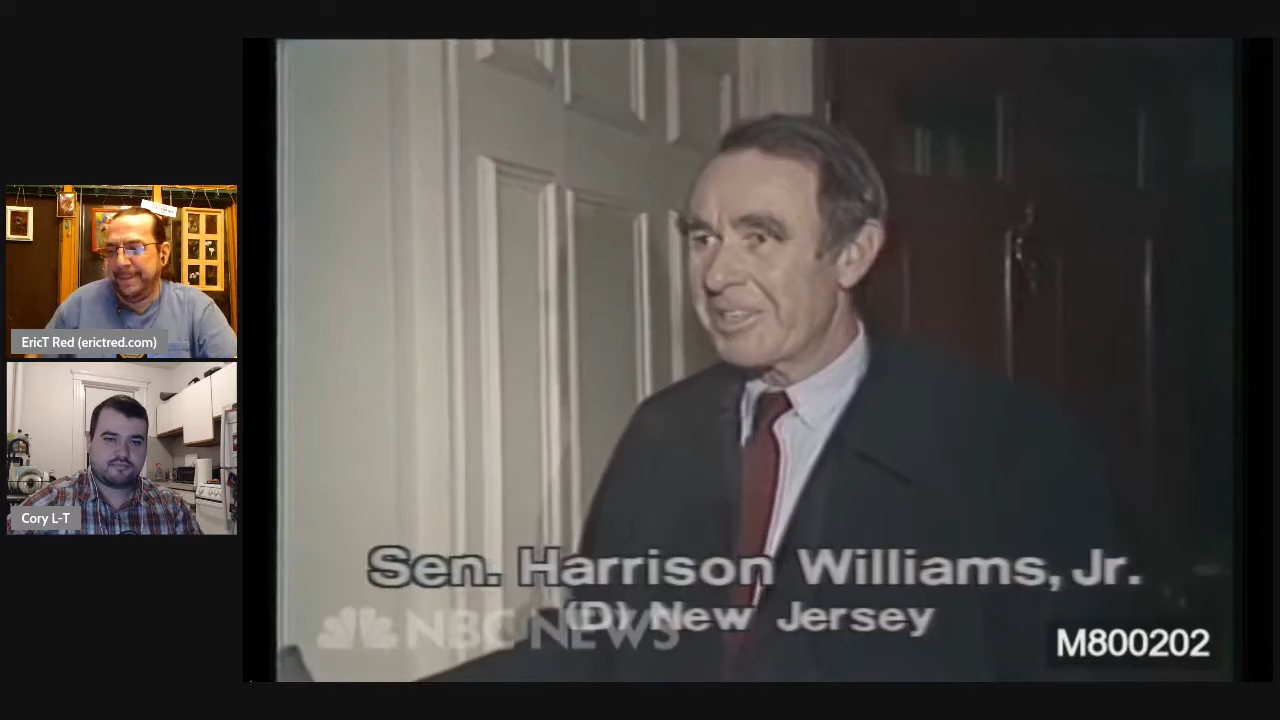 EricT Red (erictred.com)
Cory L-T
Sen. Harrison Williams, Jr.
(D) New Jersey
NBC NEWS
M800202